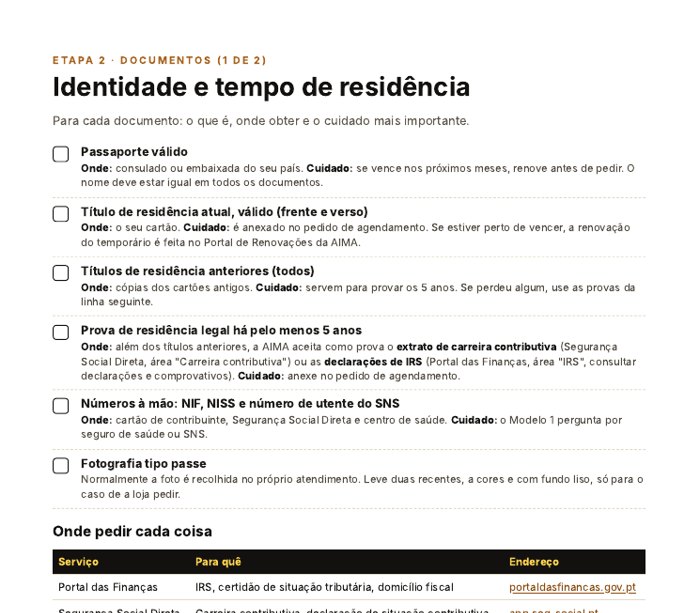 ETAPA 2 · DOCUMENTOS (1 DE 2)
Identidade e tempo de residência
Para cada documento: o que é, onde obter e o cuidado mais importante.
Passaporte válido
Onde: consulado ou embaixada do seu país. Cuidado: se vence nos próximos meses, renove antes de pedir. O
nome deve estar igual em todos os documentos.
Título de residência atual, válido (frente e verso)
Onde: o seu cartão. Cuidado: é anexado no pedido de agendamento. Se estiver perto de vencer, a renovação
do temporário é feita no Portal de Renovações da AIMA.
Títulos de residência anteriores (todos)
Onde: cópias dos cartões antigos. Cuidado: servem para provar os 5 anos. Se perdeu algum, use as provas da
linha seguinte.
Prova de residência legal há pelo menos 5 anos
Onde: além dos títulos anteriores, a AIMA aceita como prova o extrato de carreira contributiva (Segurança
Social Direta, área "Carreira contributiva") ou as declarações de IRS (Portal das Finanças, área "IRS", consultar
declarações e comprovativos). Cuidado: anexe no pedido de agendamento.
Números à mão: NIF, NISS e número de utente do SNS
Onde: cartão de contribuinte, Segurança Social Direta e centro de saúde. Cuidado: o Modelo 1 pergunta por
seguro de saúde ou SNS.
Fotografia tipo passe
Normalmente a foto é recolhida no próprio atendimento. Leve duas recentes, a cores e com fundo liso, só para o
caso de a loja pedir.
Onde pedir cada coisa
Serviço Para quê Endereço
Portal das Finanças IRS, certidão de situação tributária, domicílio fiscal portaldasfinancas.gov.pt